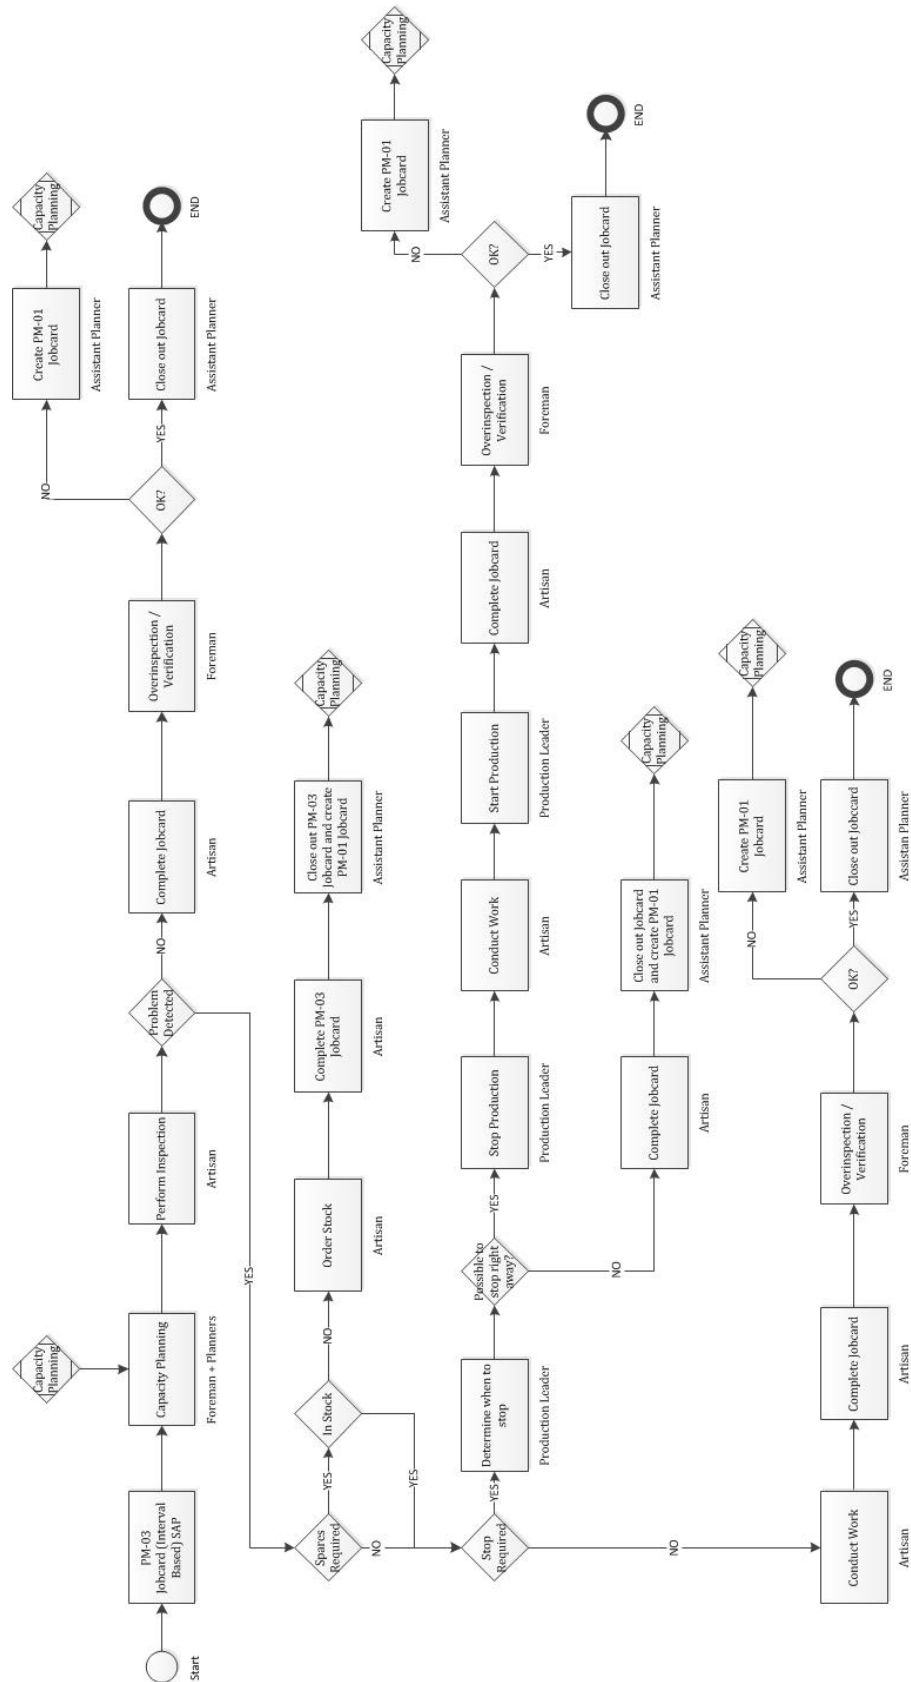 Capacity
Planning
NO
Create PM-01
Jobcard
Assistant Planner
Capacity
Planning
Start
PM-03
Jobcard (Interval
Based) SAP
Capacity Planning
Foreman + Planners
Perform Inspection
Artisan
Problem
Detected
NO
Complete Jobcard
Artisan
Overinspection /
Verification
Foreman
OK?
YES
Close out Jobcard
Assistant Planner
END
YES
Spares
Required
YES
In Stock
NO
Order Stock
Artisan
Complete PM-03
Jobcard
Artisan
Close out PM-03
Jobcard and create
PM-01 Jobcard
Assistant Planner
Capacity
Planning
NO
YES
Stop
Required
YES
Determine when to
stop
Production Leader
Possible to
stop right
away?
YES
Stop Production
Production Leader
Conduct Work
Artisan
Start Production
Production Leader
Complete Jobcard
Artisan
Overinspection /
Verification
Foreman
OK?
NO
Create PM-01
Jobcard
Assistant Planner
Capacity
Planning
YES
Close out Jobcard
Assistant Planner
END
NO
Complete Jobcard
Artisan
Close out Jobcard
and create PM-01
Jobcard
Assistant Planner
Capacity
Planning
NO
Conduct Work
Artisan
Complete Jobcard
Artisan
Overinspection /
Verification
Foreman
OK?
NO
Create PM-01
Jobcard
Assistant Planner
Capacity
Planning
YES
Close out Jobccard
Assistan Planner
END